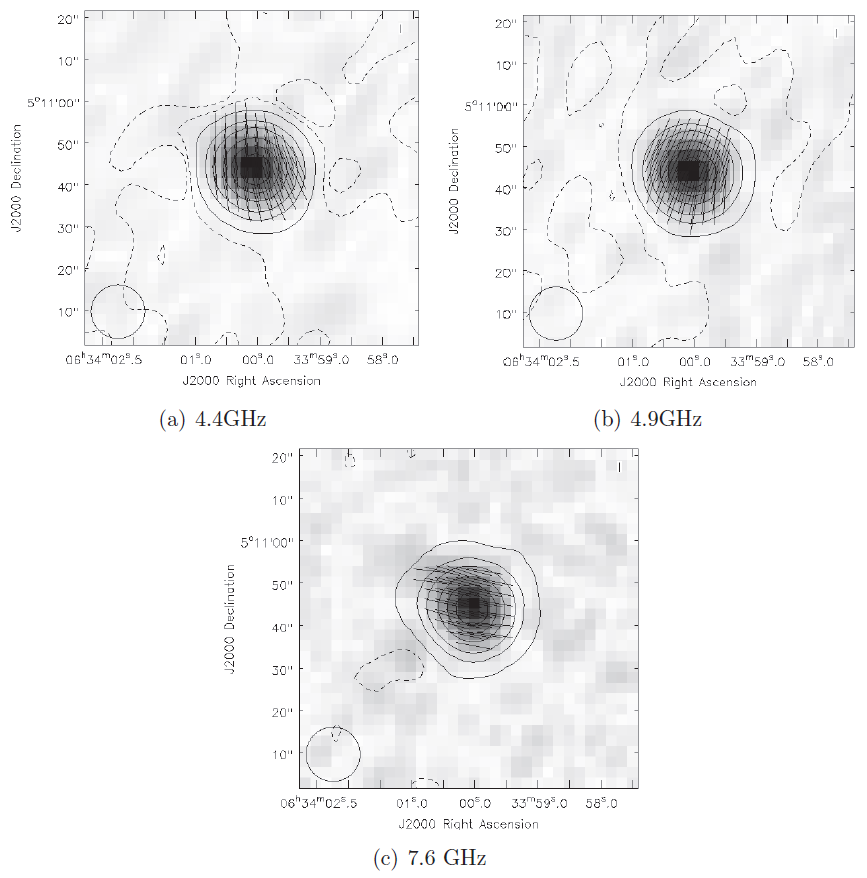 I
20"
10"
5°11'00"
50"
40"
30"
20"
10"
J2000 Declination
06ʰ34ᵐ02ˢ.5 01ˢ.0 00ˢ.0 33ᵐ59ˢ.0 58ˢ.0
J2000 Right Ascension
(a) 4.4GHz
I
20"
10"
5°11'00"
50"
40"
30"
20"
10"
J2000 Declination
06ʰ34ᵐ02ˢ.5 01ˢ.0 00ˢ.0 33ᵐ59ˢ.0 58ˢ.0
J2000 Right Ascension
(b) 4.9GHz
I
20"
10"
5°11'00"
50"
40"
30"
20"
10"
J2000 Declination
06ʰ34ᵐ02ˢ.5 01ˢ.0 00ˢ.0 33ᵐ59ˢ.0 58ˢ.0
J2000 Right Ascension
(c) 7.6 GHz